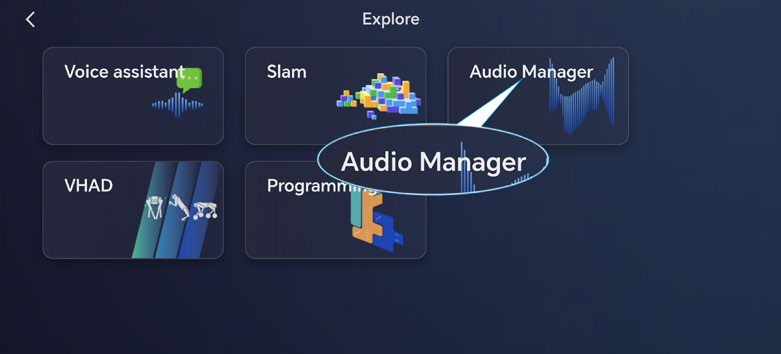 Explore
Voice assistant
Slam
Audio Manager
Audio Manager
VHAD
Programming